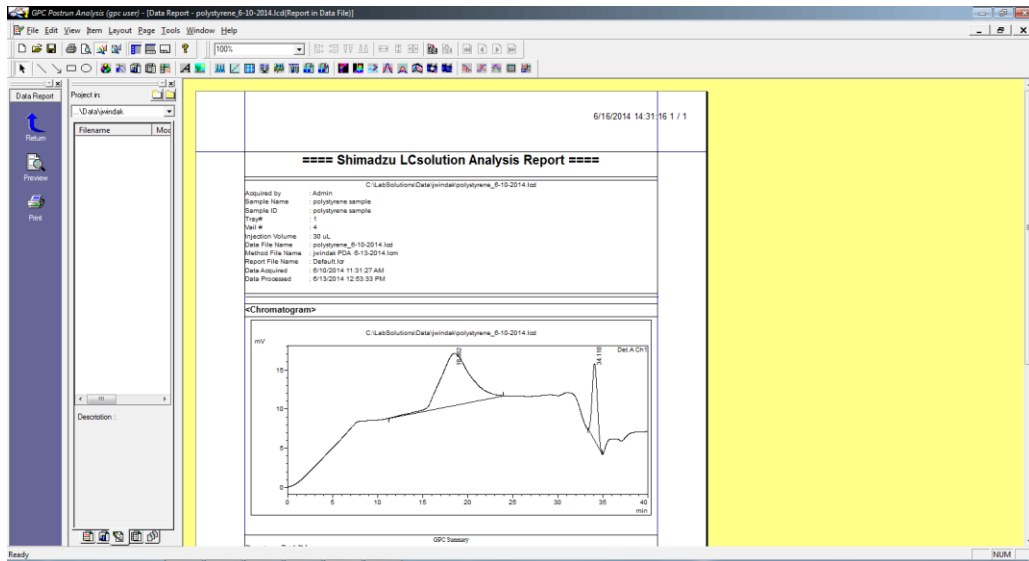 GPC Postrun Analysis (gpc user) - [Data Report - polystyrene_6-10-2014.lcd(Report in Data File)]
File Edit View Item Layout Page Tools Window Help
100%
Data Report
Return
Preview
Print
Project in:
...\Data\jwindak
Filename
Mod
Description :
6/16/2014 14:31:16 1 / 1
==== Shimadzu LCsolution Analysis Report ====
C:\LabSolutions\Data\jwindak\polystyrene_6-10-2014.lcd
Acquired by : Admin
Sample Name : polystyrene sample
Sample ID : polystyrene sample
Tray# : 1
Vail # : 4
Injection Volume : 30 uL
Data File Name : polystyrene_6-10-2014.lcd
Method File Name : jwindak PDA 6-13-2014.lcm
Report File Name : Default.lcr
Data Acquired : 6/10/2014 11:31:27 AM
Data Processed : 6/13/2014 12:53:33 PM
<Chromatogram>
C:\LabSolutions\Data\jwindak\polystyrene_6-10-2014.lcd
mV
Det.A Ch1
34.118
15
10
5
0
0 5 10 15 20 25 30 35 40
min
GPC Summary
Ready
NUM